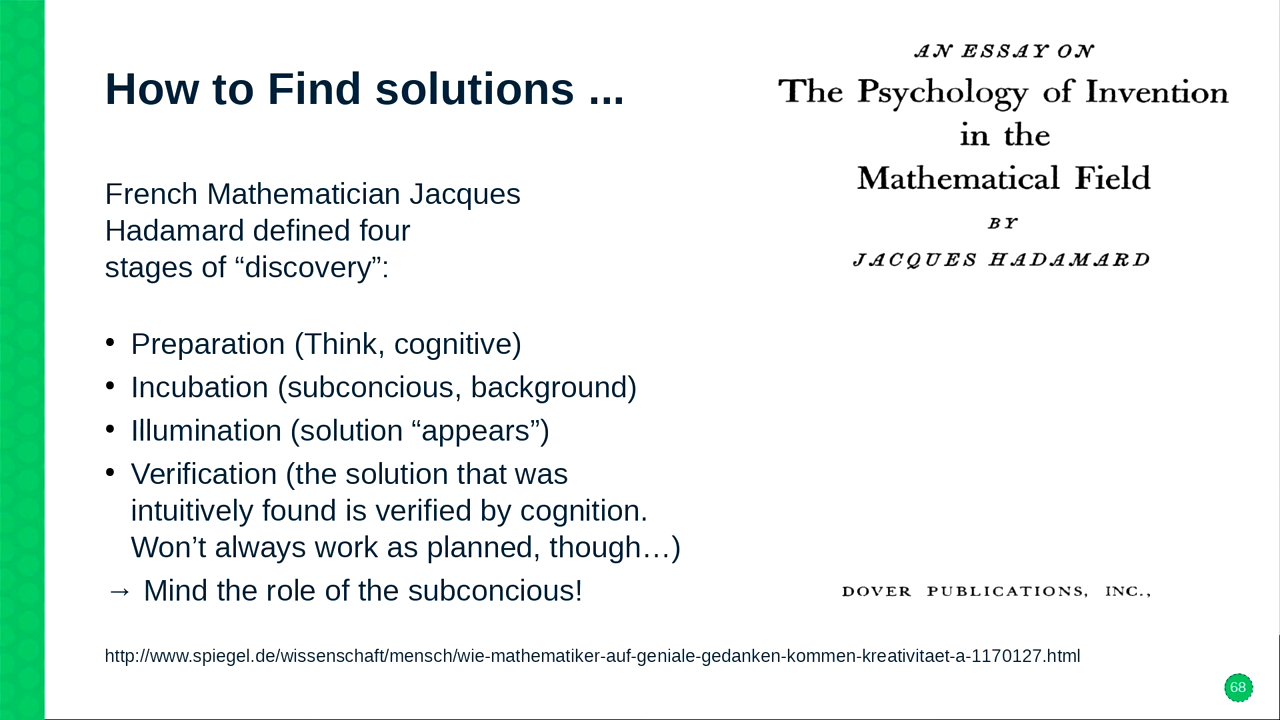 How to Find solutions ...
French Mathematician Jacques
Hadamard defined four
stages of “discovery”:
• Preparation (Think, cognitive)
• Incubation (subconcious, background)
• Illumination (solution “appears”)
• Verification (the solution that was
intuitively found is verified by cognition.
Won’t always work as planned, though…)
→ Mind the role of the subconcious!
http://www.spiegel.de/wissenschaft/mensch/wie-mathematiker-auf-geniale-gedanken-kommen-kreativitaet-a-1170127.html
AN ESSAY ON
The Psychology of Invention
in the
Mathematical Field
BY
JACQUES HADAMARD
DOVER PUBLICATIONS, INC.,
68